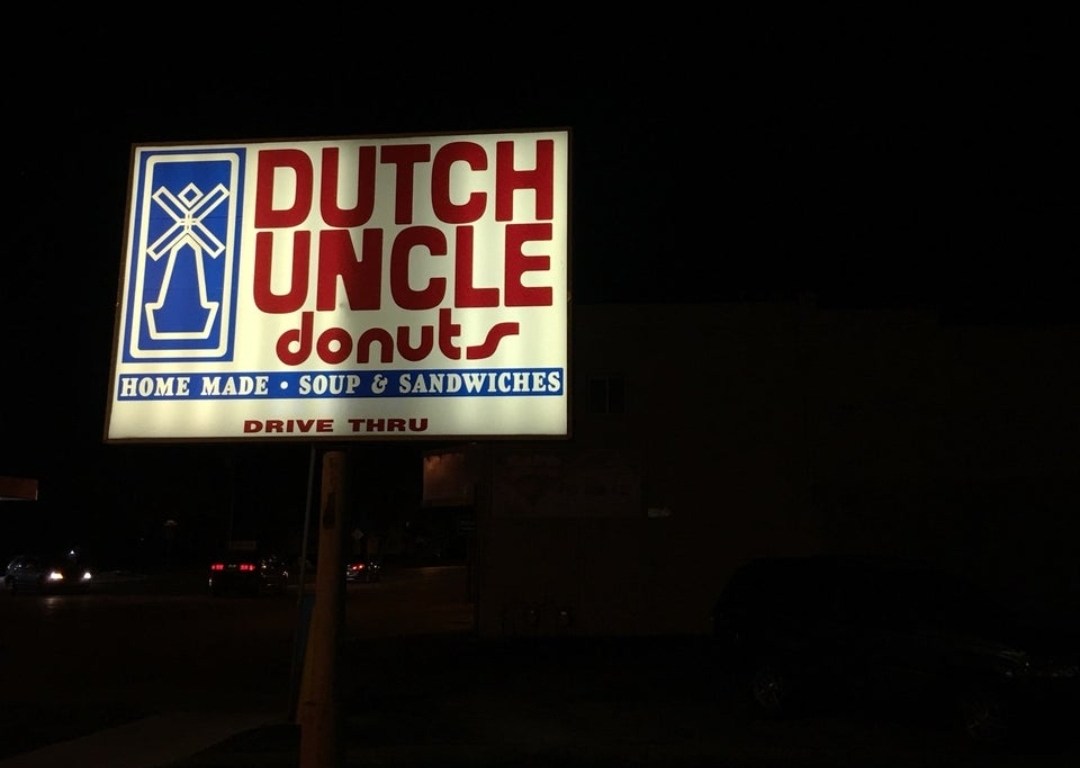 DUTCH
UNCLE
donuts
HOME MADE • SOUP & SANDWICHES
DRIVE THRU